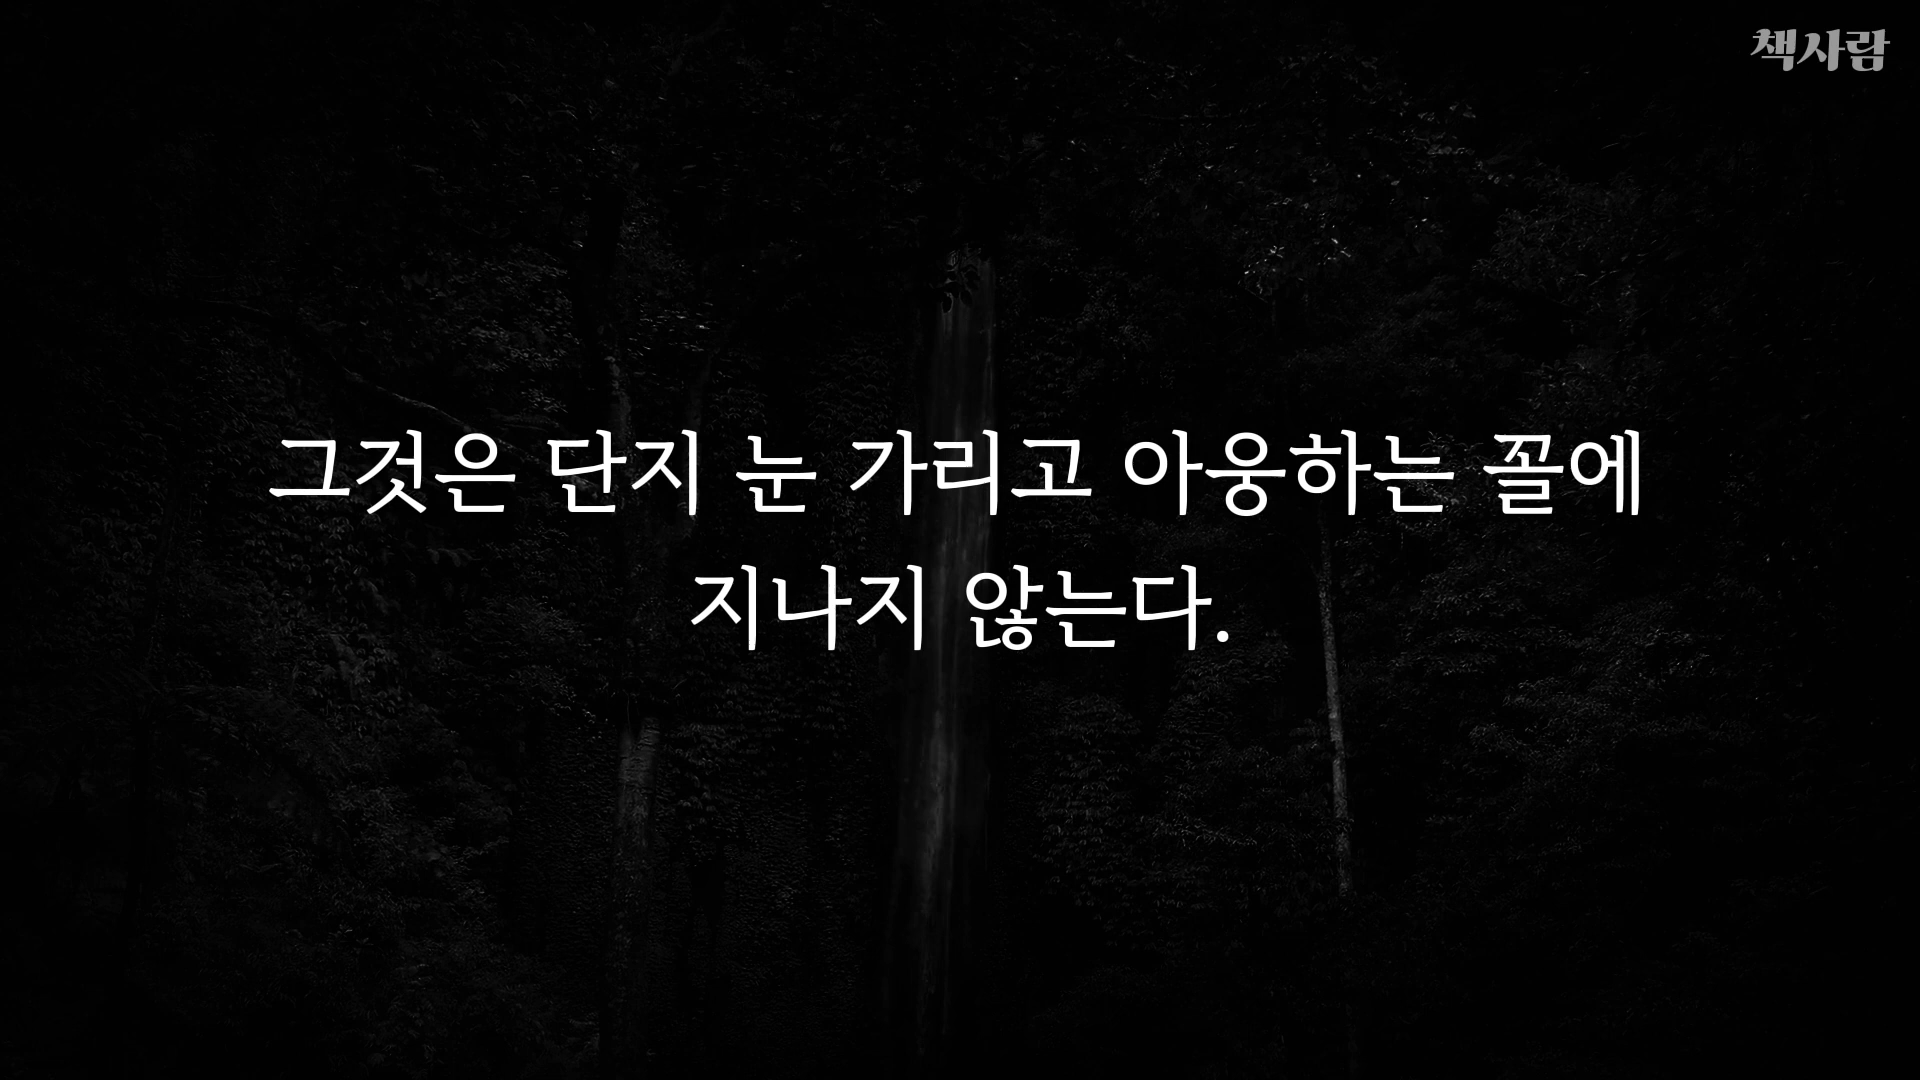 책사람
그것은 단지 눈 가리고 아웅하는 꼴에
지나지 않는다.